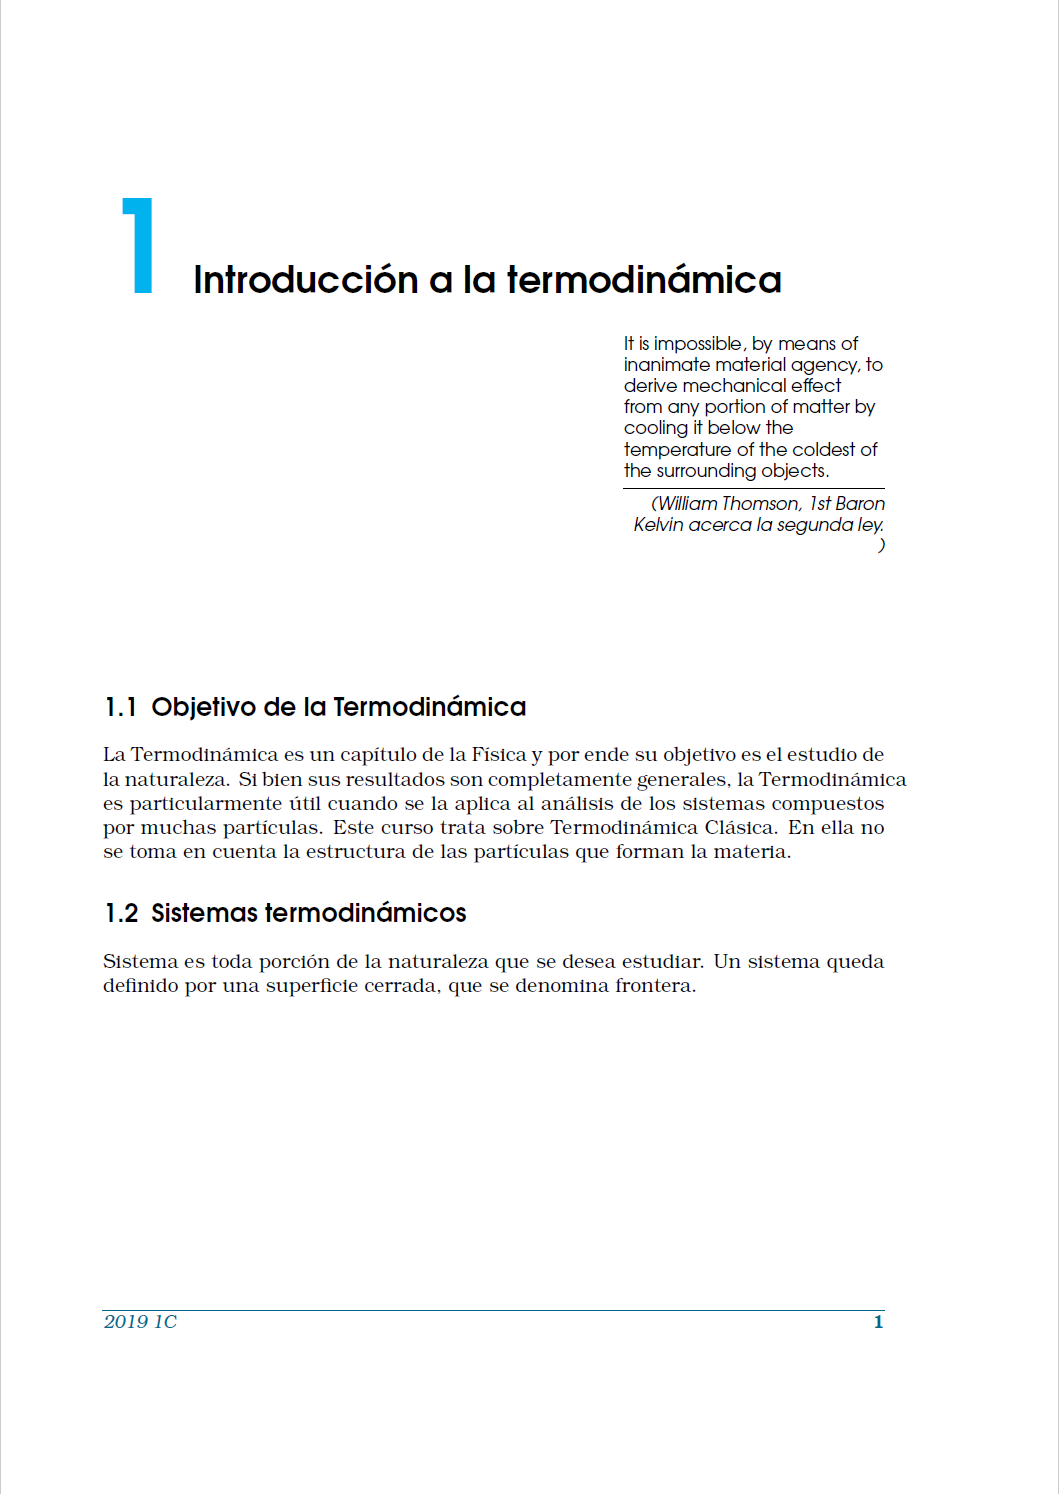 1 Introducción a la termodinámica
It is impossible, by means of
inanimate material agency, to
derive mechanical effect
from any portion of matter by
cooling it below the
temperature of the coldest of
the surrounding objects.
(William Thomson, 1st Baron
Kelvin acerca la segunda ley.
)
1.1 Objetivo de la Termodinámica
La Termodinámica es un capítulo de la Física y por ende su objetivo es el estudio de
la naturaleza. Si bien sus resultados son completamente generales, la Termodinámica
es particularmente útil cuando se la aplica al análisis de los sistemas compuestos
por muchas partículas. Este curso trata sobre Termodinámica Clásica. En ella no
se toma en cuenta la estructura de las partículas que forman la materia.
1.2 Sistemas termodinámicos
Sistema es toda porción de la naturaleza que se desea estudiar. Un sistema queda
definido por una superficie cerrada, que se denomina frontera.
2019 1C 1